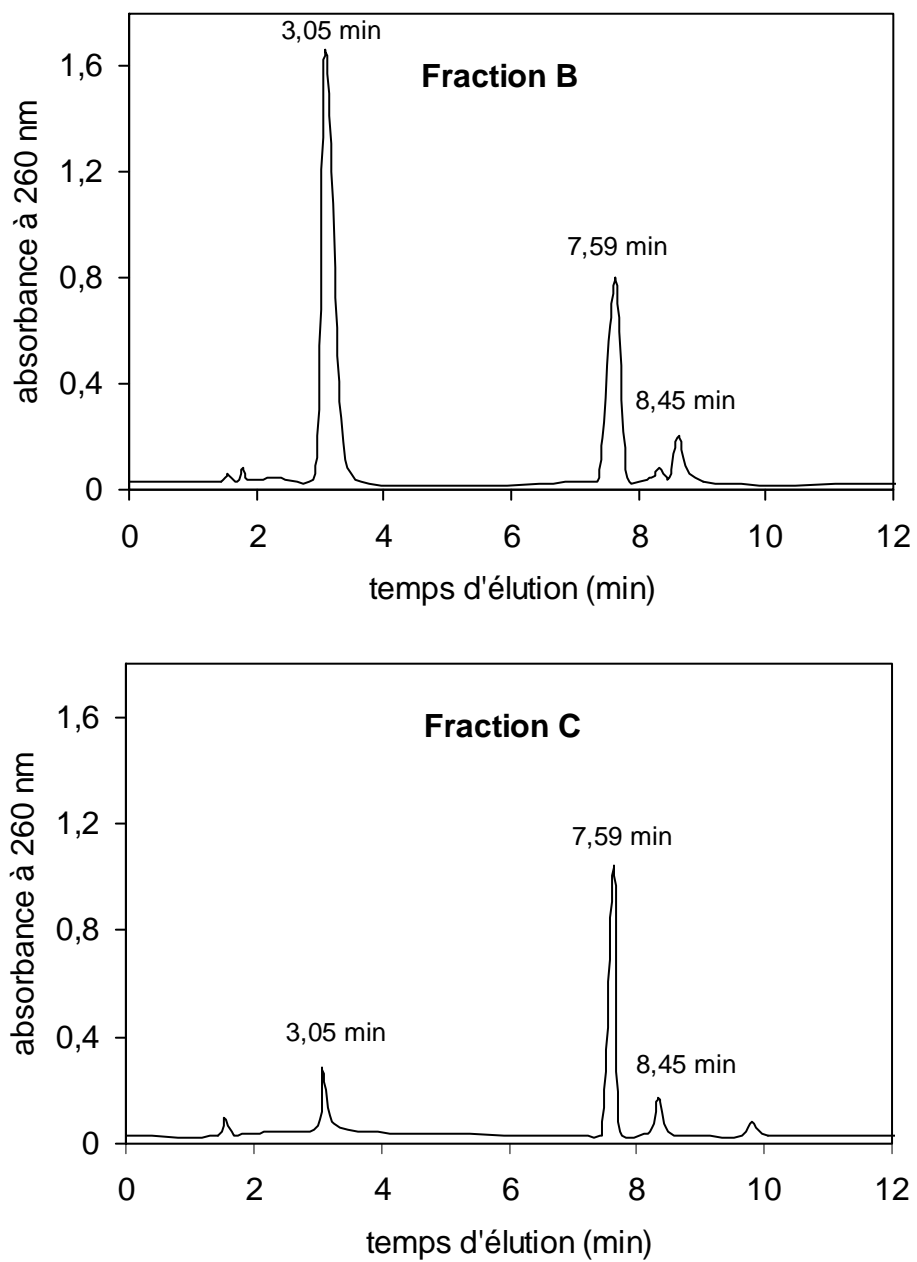 3,05 min
1,6
Fraction B
1,2
7,59 min
0,8
8,45 min
0,4
0
absorbance à 260 nm
0 2 4 6 8 10 12
temps d'élution (min)
1,6
Fraction C
1,2
7,59 min
0,8
3,05 min
0,4
8,45 min
0
absorbance à 260 nm
0 2 4 6 8 10 12
temps d'élution (min)